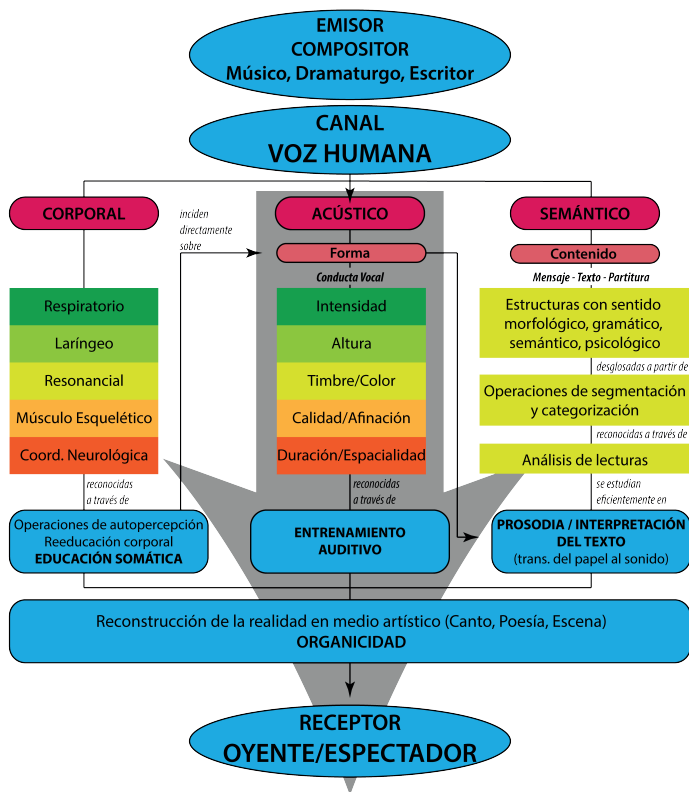 EMISOR
COMPOSITOR
Músico, Dramaturgo, Escritor
CANAL
VOZ HUMANA
CORPORAL
inciden
directamente
sobre
ACÚSTICO
SEMÁNTICO
Forma
Contenido
Conducta Vocal
Mensaje - Texto - Partitura
Respiratorio
Laríngeo
Resonancial
Músculo Esquelético
Coord. Neurológica
Intensidad
Altura
Timbre/Color
Calidad/Afinación
Duración/Espacialidad
Estructuras con sentido
morfológico, gramático,
semántico, psicológico
desglosadas a partir de
Operaciones de segmentación
y categorización
reconocidas a través de
Análisis de lecturas
reconocidas
a través de
reconocidas
a través de
se estudian
eficientemente en
Operaciones de autopercepción
Reeducación corporal
EDUCACIÓN SOMÁTICA
ENTRENAMIENTO
AUDITIVO
PROSODIA / INTERPRETACIÓN
DEL TEXTO
(trans. del papel al sonido)
Reconstrucción de la realidad en medio artístico (Canto, Poesía, Escena)
ORGANICIDAD
RECEPTOR
OYENTE/ESPECTADOR